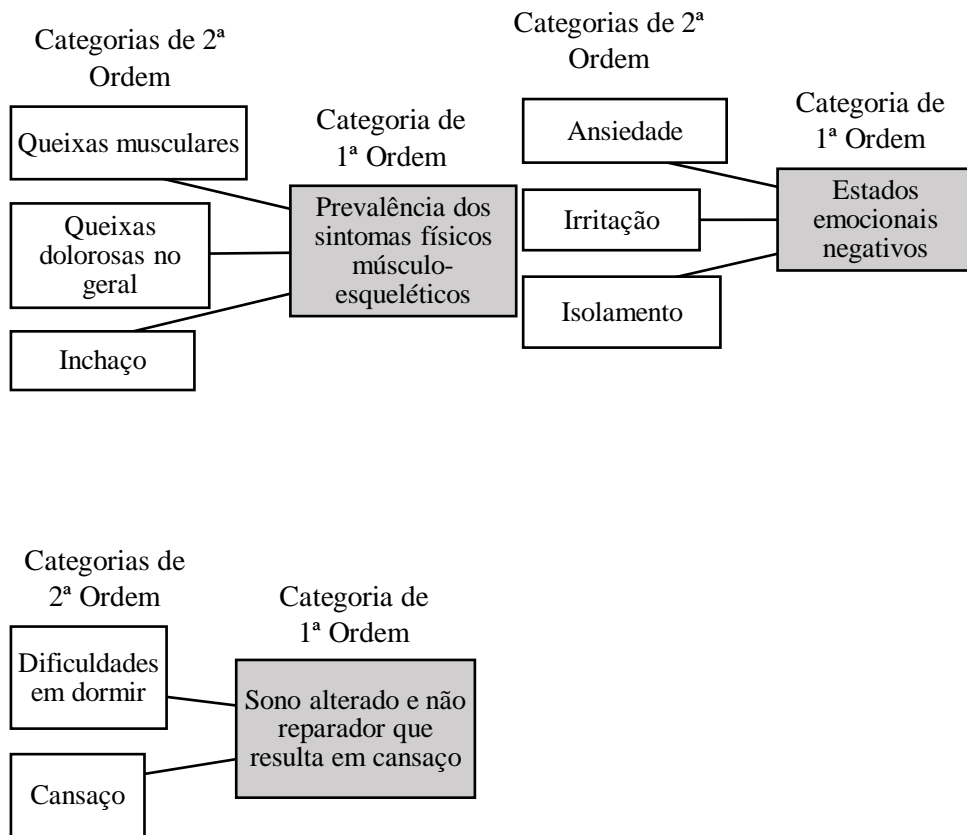 Categorias de 2ª
Ordem
Queixas musculares
Queixas
dolorosas no
geral
Inchaço
Categoria de
1ª Ordem
Prevalência dos
sintomas físicos
músculo-
esqueléticos
Categorias de 2ª
Ordem
Ansiedade
Irritação
Isolamento
Categoria de
1ª Ordem
Estados
emocionais
negativos
Categorias de
2ª Ordem
Dificuldades
em dormir
Cansaço
Categoria de
1ª Ordem
Sono alterado e não
reparador que
resulta em cansaço